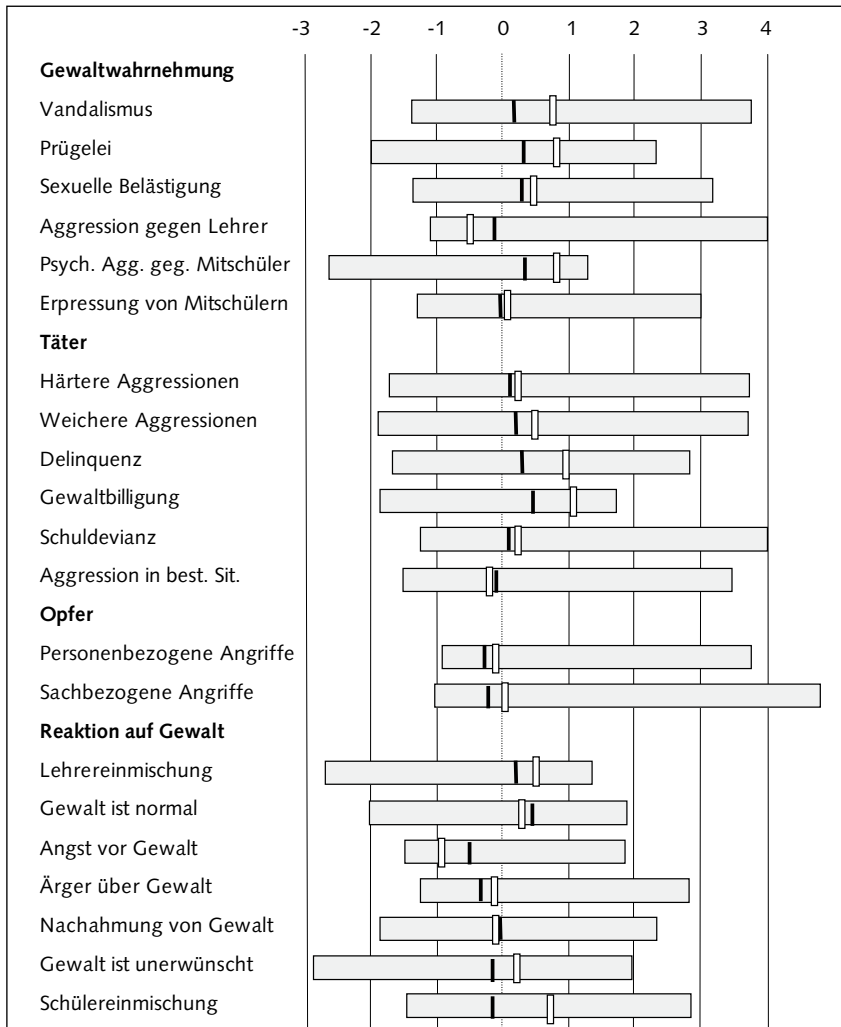 -3 -2 -1 0 1 2 3 4
Gewaltwahrnehmung
Vandalismus
Prügelei
Sexuelle Belästigung
Aggression gegen Lehrer
Psych. Agg. geg. Mitschüler
Erpressung von Mitschülern
Täter
Härtere Aggressionen
Weichere Aggressionen
Delinquenz
Gewaltbilligung
Schuldevianz
Aggression in best. Sit.
Opfer
Personenbezogene Angriffe
Sachbezogene Angriffe
Reaktion auf Gewalt
Lehrereinmischung
Gewalt ist normal
Angst vor Gewalt
Ärger über Gewalt
Nachahmung von Gewalt
Gewalt ist unerwünscht
Schülereinmischung